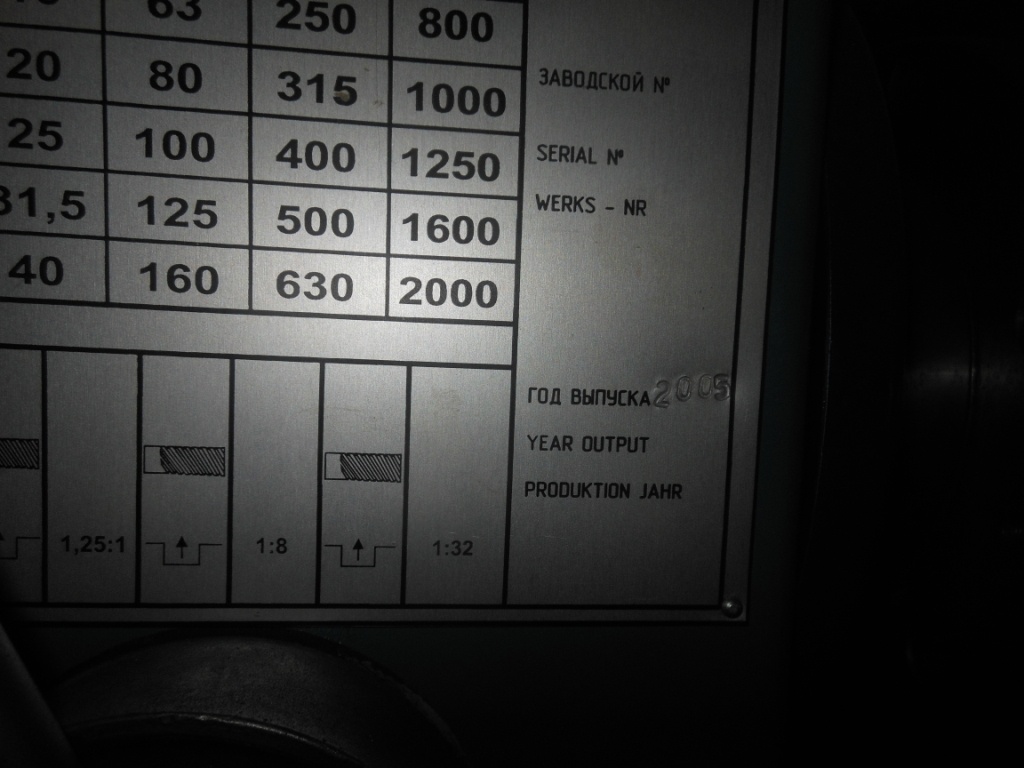 63 250 800
20 80 315 1000
25 100 400 1250
31,5 125 500 1600
40 160 630 2000
1,25:1 1:8 1:32
ЗАВОДСКОЙ №
SERIAL №
WERKS - NR
ГОД ВЫПУСКА 2005
YEAR OUTPUT
PRODUKTION JAHR